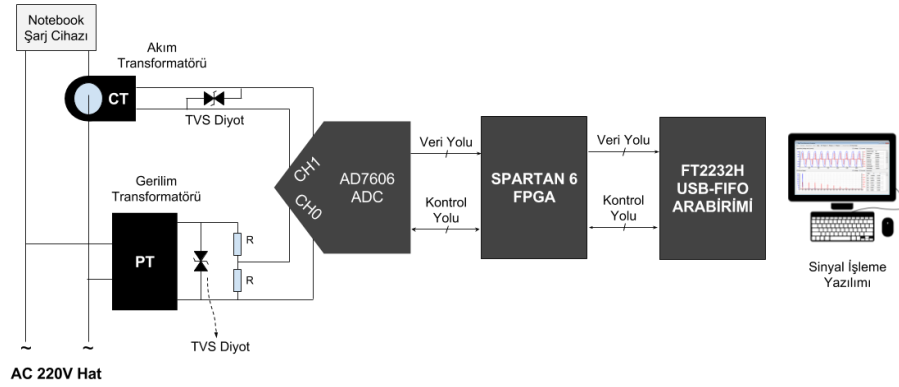 Notebook
Şarj Cihazı
Akım
Transformatörü
CT
TVS Diyot
Gerilim
Transformatörü
PT
R
R
TVS Diyot
~
~
AC 220V Hat
CH1
CH0
AD7606
ADC
Veri Yolu
Kontrol
Yolu
SPARTAN 6
FPGA
Veri Yolu
Kontrol
Yolu
FT2232H
USB-FIFO
ARABİRİMİ
Sinyal İşleme
Yazılımı